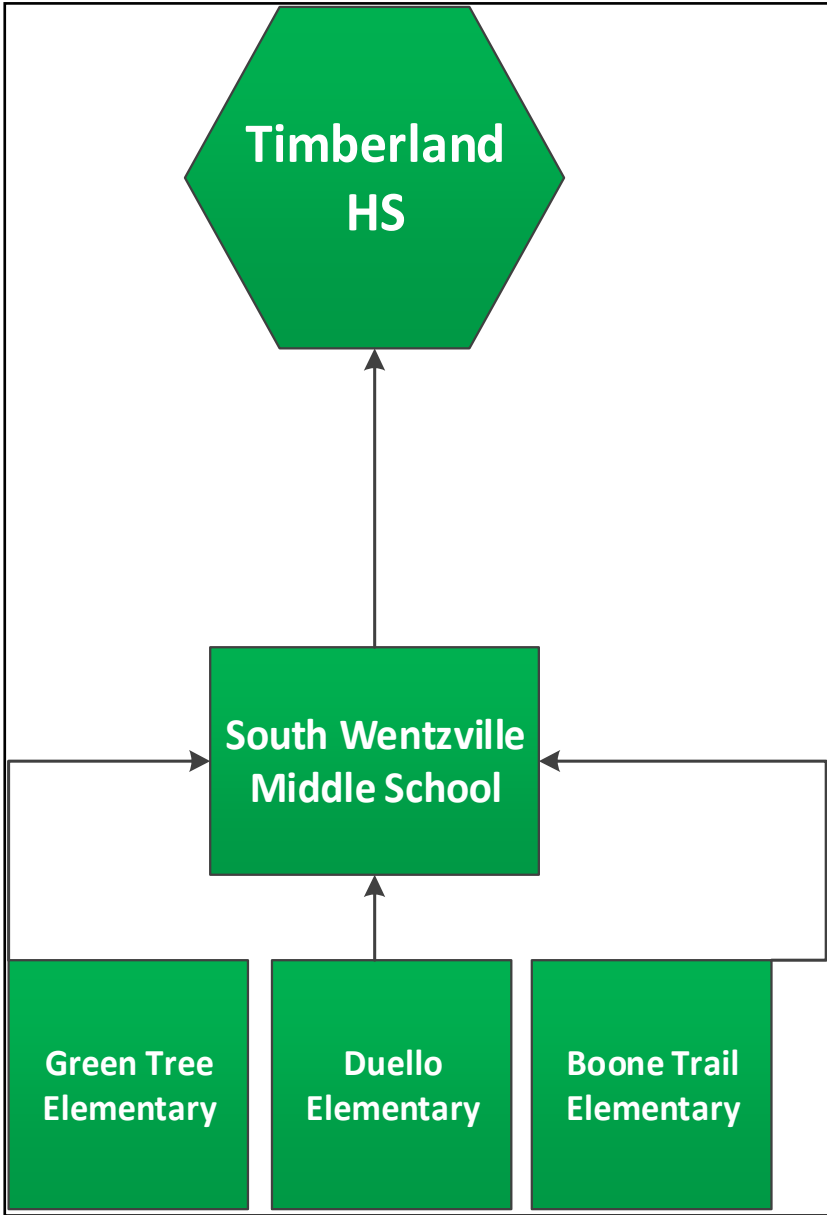 Timberland
HS
South Wentzville
Middle School
Green Tree
Elementary
Duello
Elementary
Boone Trail
Elementary